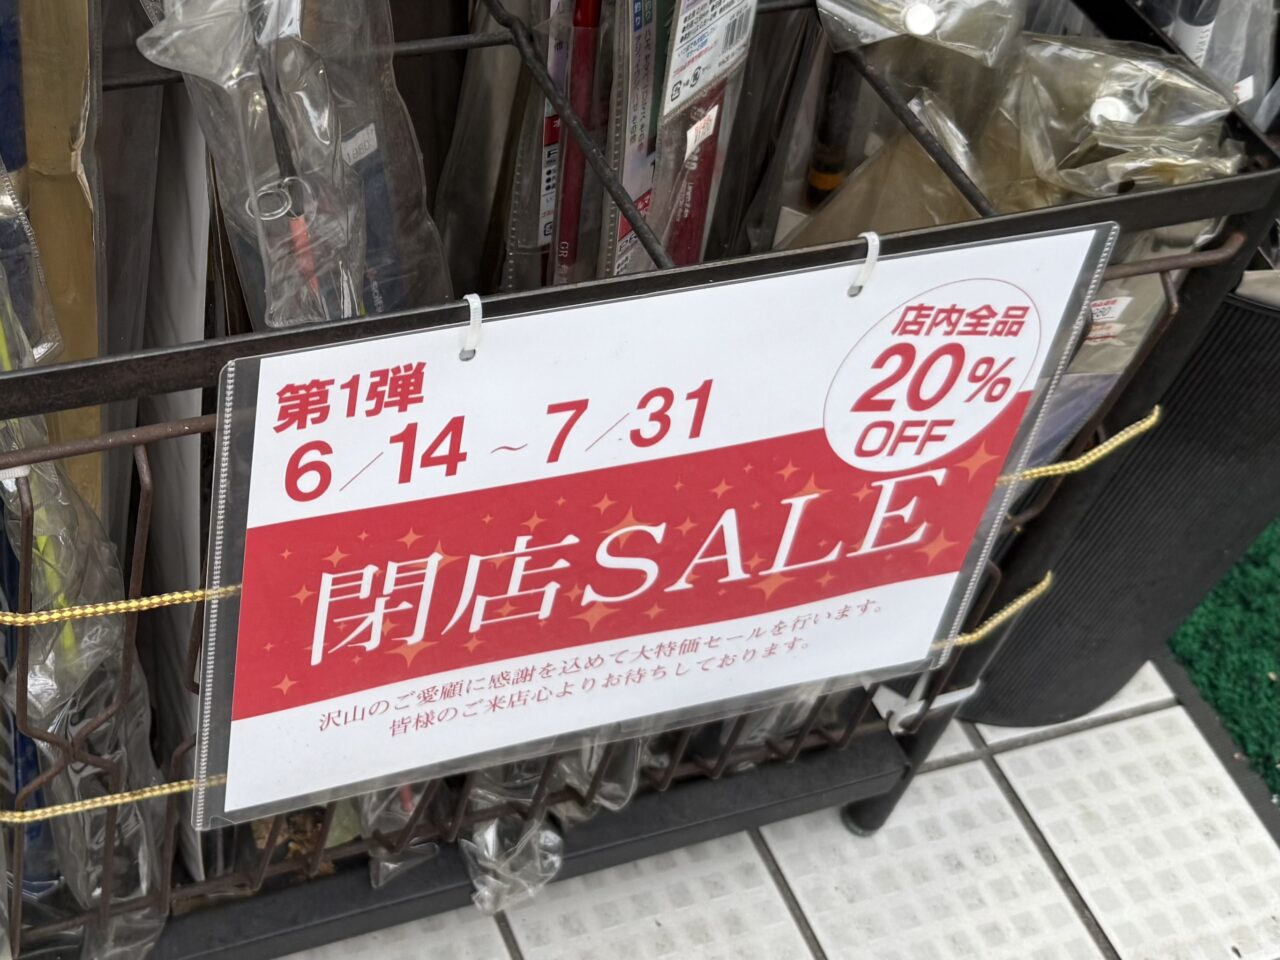 第1弾
6/14～7/31
店内全品
20%
OFF
閉店SALE
沢山のご愛顧に感謝を込めて大特価セールを行います。
皆様のご来店心よりお待ちしております。
1980
GR